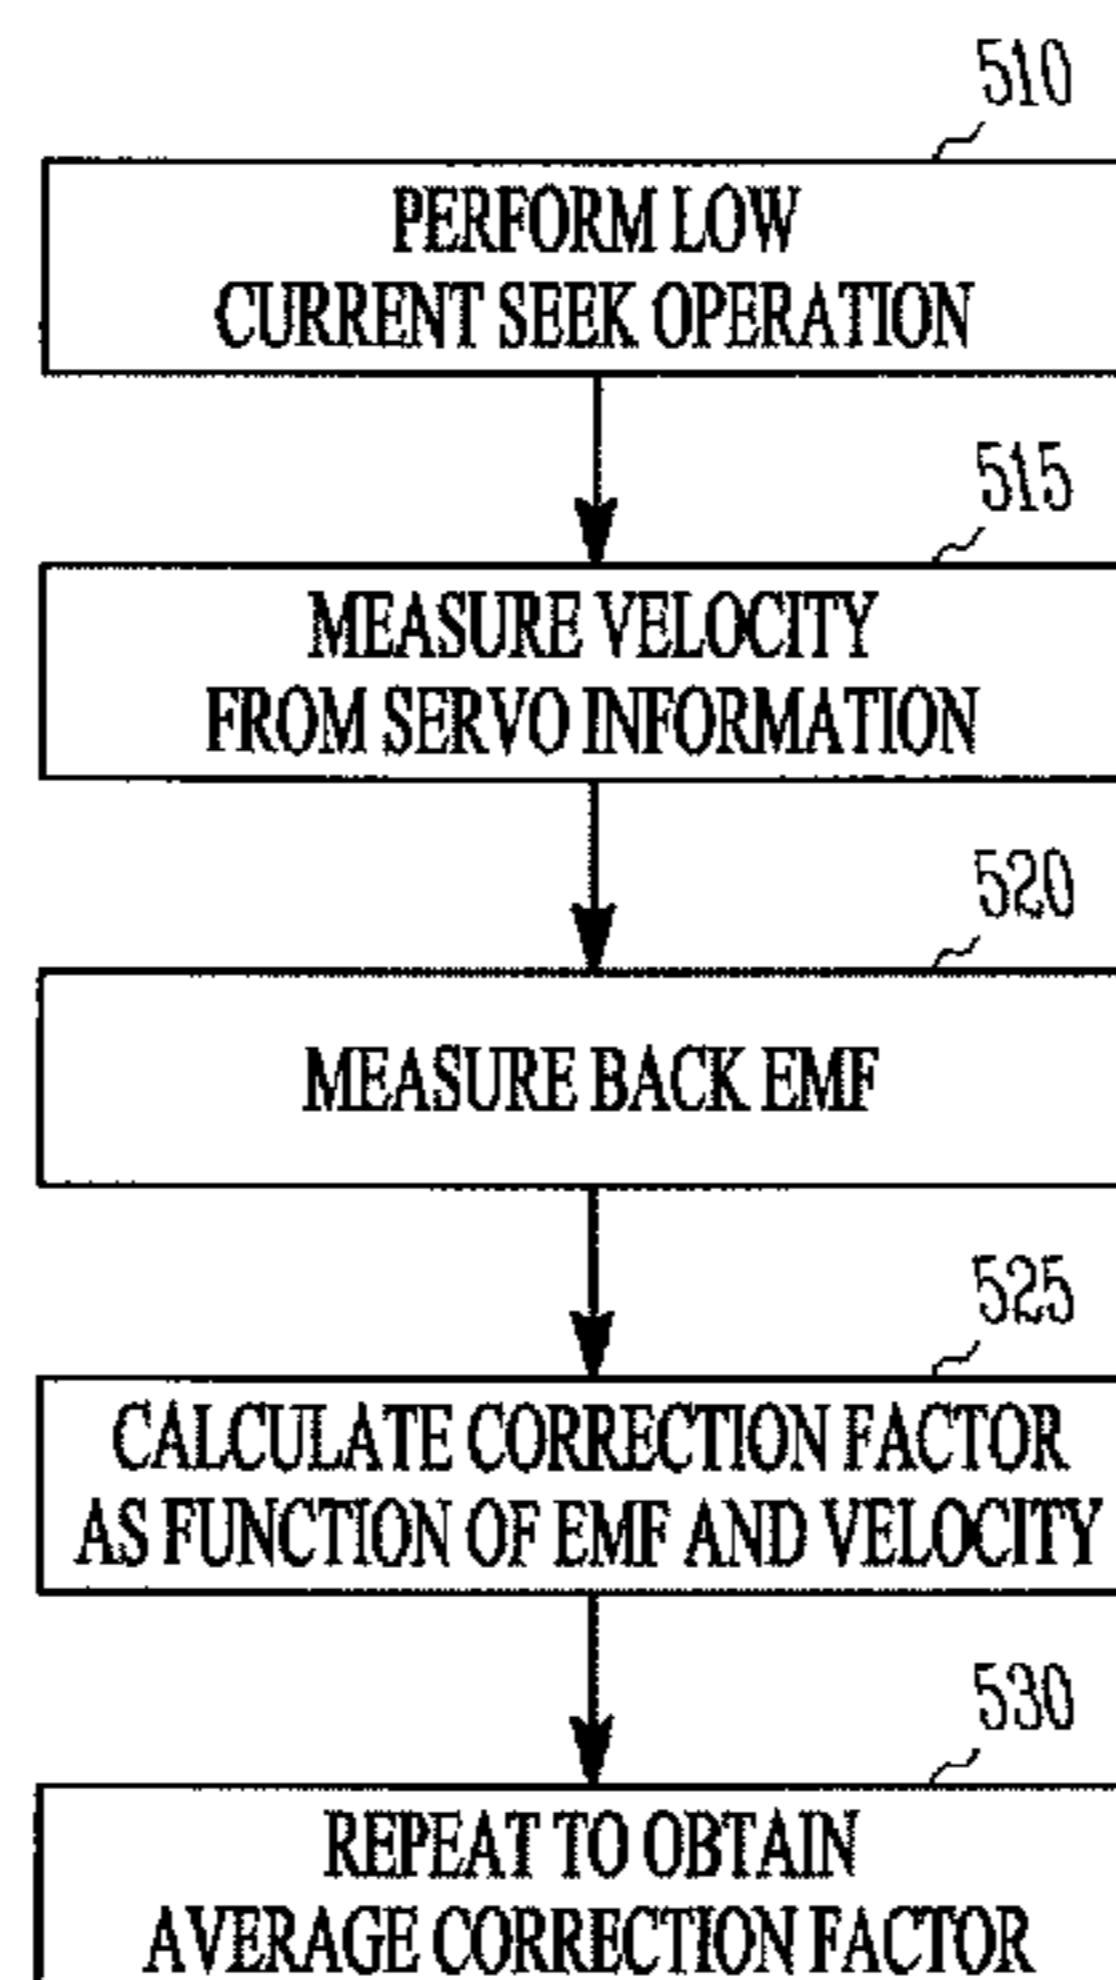 510
PERFORM LOW
CURRENT SEEK OPERATION
515
MEASURE VELOCITY
FROM SERVO INFORMATION
520
MEASURE BACK EMF
525
CALCULATE CORRECTION FACTOR
AS FUNCTION OF EMF AND VELOCITY
530
REPEAT TO OBTAIN
AVERAGE CORRECTION FACTOR